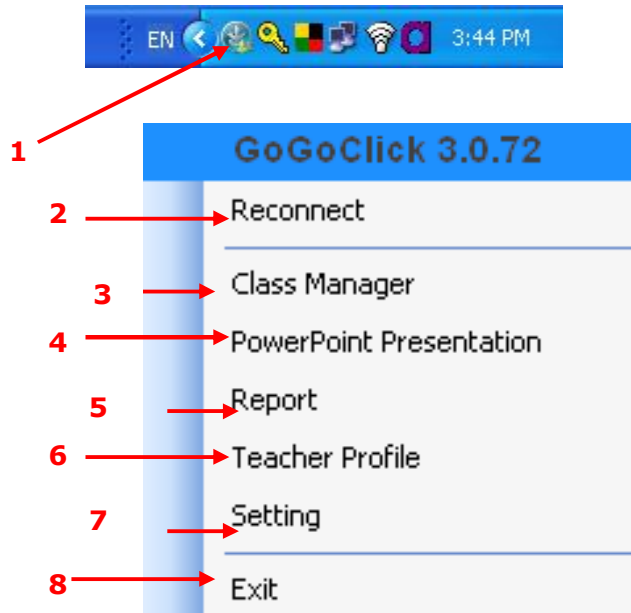 EN 3:44 PM
1
GoGoClick 3.0.72
2 Reconnect
3 Class Manager
4 PowerPoint Presentation
5 Report
6 Teacher Profile
7 Setting
8 Exit